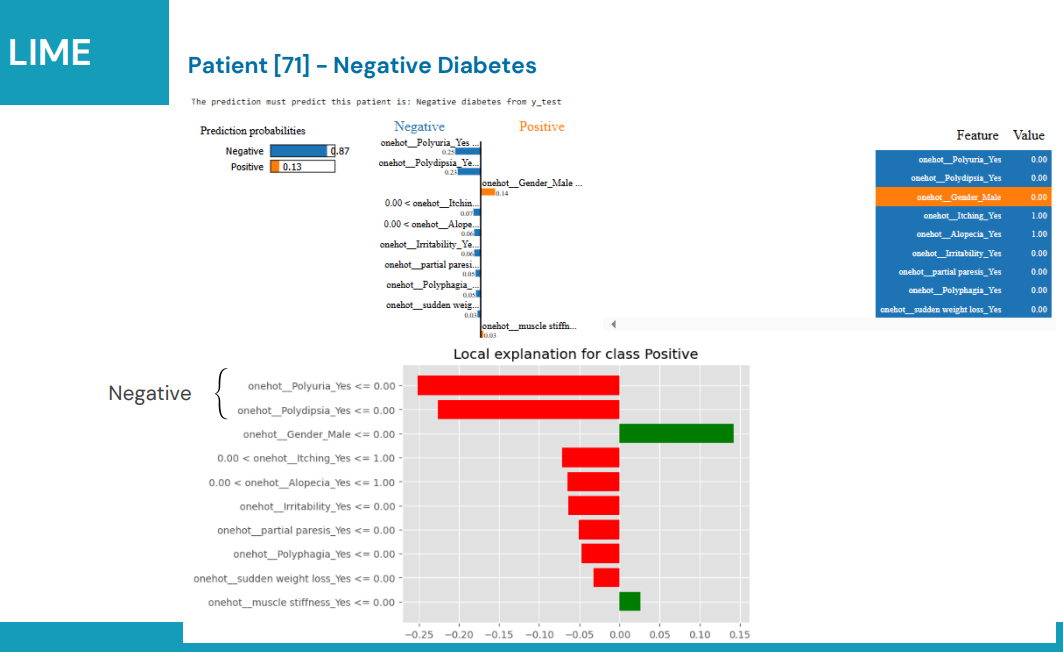 LIME
Patient [71] – Negative Diabetes
The prediction must predict this patient is: Negative diabetes from y_test
Prediction probabilities
Negative 0.87
Positive 0.13
Negative Positive
onehot__Polyuria_Yes ...
0.25
onehot__Polydipsia_Ye...
0.23
onehot__Gender_Male ...
0.14
0.00 < onehot__Itchin...
0.07
0.00 < onehot__Alope...
0.06
onehot__Irritability_Ye...
0.06
onehot__partial paresi...
0.05
onehot__Polyphagia_...
0.05
onehot__sudden weig...
0.03
onehot__muscle stiffn...
0.03
Feature Value
onehot__Polyuria_Yes 0.00
onehot__Polydipsia_Yes 0.00
onehot__Gender_Male 0.00
onehot__Itching_Yes 1.00
onehot__Alopecia_Yes 1.00
onehot__Irritability_Yes 0.00
onehot__partial paresis_Yes 0.00
onehot__Polyphagia_Yes 0.00
onehot__sudden weight loss_Yes 0.00
Local explanation for class Positive
Negative
onehot__Polyuria_Yes <= 0.00
onehot__Polydipsia_Yes <= 0.00
onehot__Gender_Male <= 0.00
0.00 < onehot__Itching_Yes <= 1.00
0.00 < onehot__Alopecia_Yes <= 1.00
onehot__Irritability_Yes <= 0.00
onehot__partial paresis_Yes <= 0.00
onehot__Polyphagia_Yes <= 0.00
onehot__sudden weight loss_Yes <= 0.00
onehot__muscle stiffness_Yes <= 0.00
−0.25 −0.20 −0.15 −0.10 −0.05 0.00 0.05 0.10 0.15